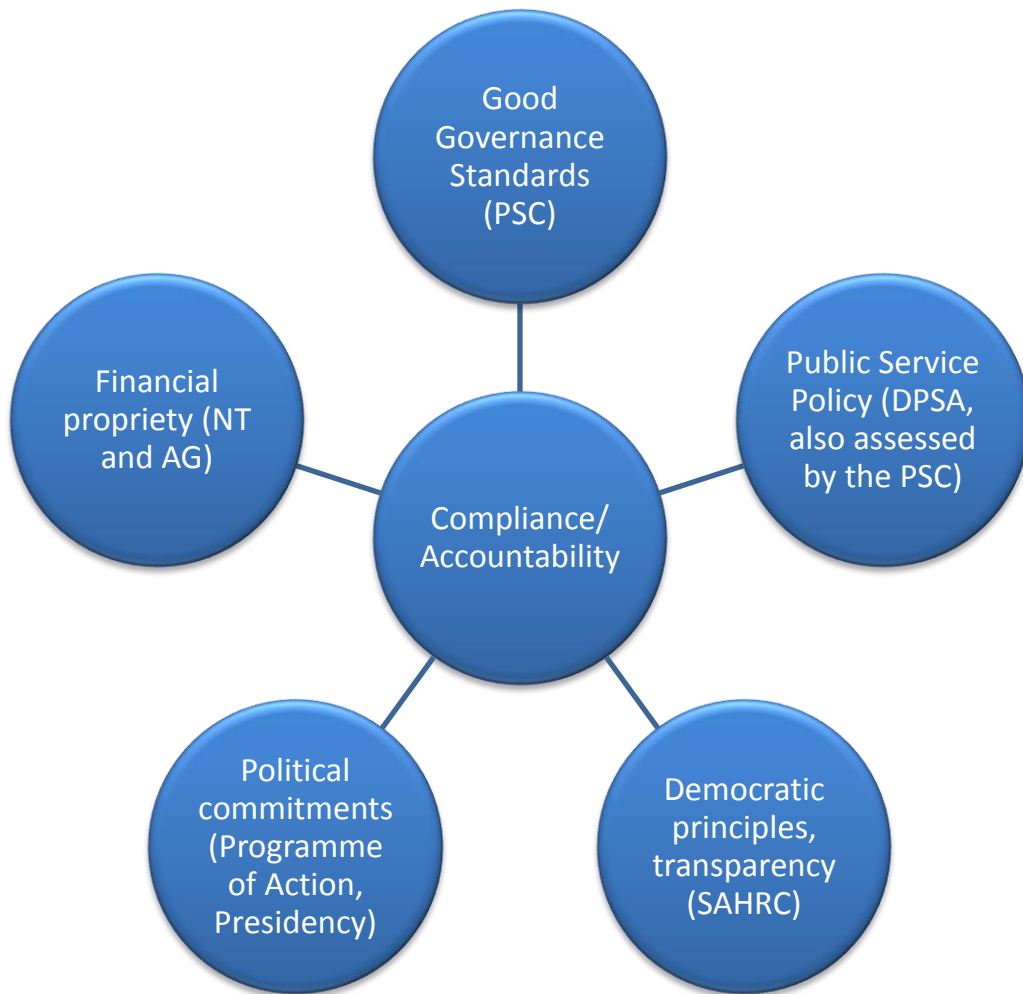 Good
Governance
Standards
(PSC)
Financial
propriety (NT
and AG)
Public Service
Policy (DPSA,
also assessed
by the PSC)
Compliance/
Accountability
Political
commitments
(Programme
of Action,
Presidency)
Democratic
principles,
transparency
(SAHRC)